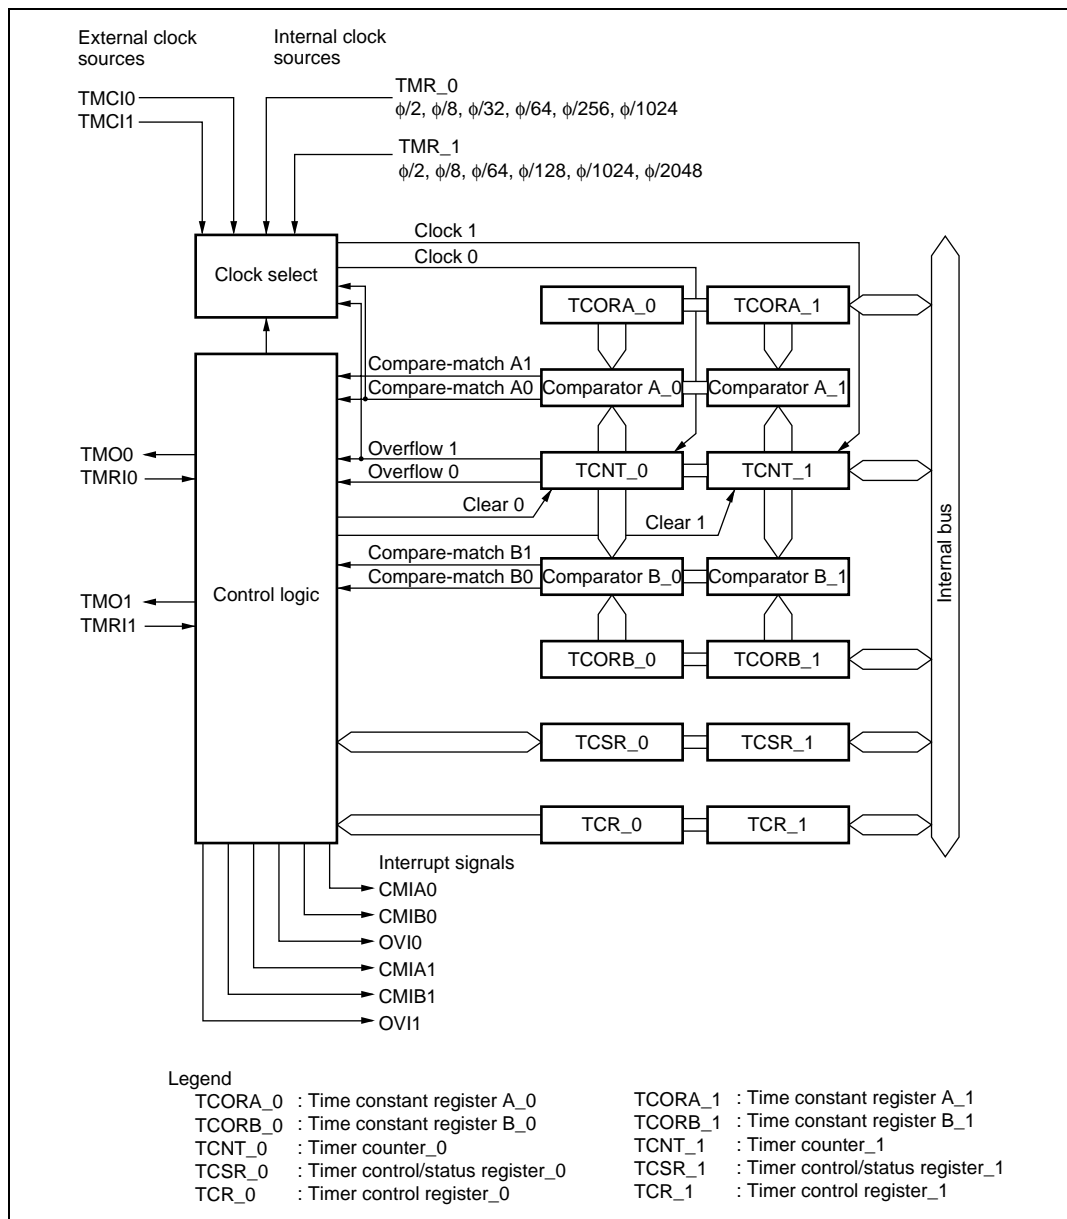 External clock
sources
Internal clock
sources
TMCI0
TMCI1
TMR_0
ϕ/2, ϕ/8, ϕ/32, ϕ/64, ϕ/256, ϕ/1024
TMR_1
ϕ/2, ϕ/8, ϕ/64, ϕ/128, ϕ/1024, ϕ/2048
Clock 1
Clock 0
Clock select
TCORA_0
TCORA_1
Compare-match A1
Compare-match A0
Comparator A_0
Comparator A_1
TMO0
TMRI0
Overflow 1
Overflow 0
TCNT_0
TCNT_1
Clear 0
Clear 1
Internal bus
Compare-match B1
Compare-match B0
Comparator B_0
Comparator B_1
Control logic
TMO1
TMRI1
TCORB_0
TCORB_1
TCSR_0
TCSR_1
TCR_0
TCR_1
Interrupt signals
CMIA0
CMIB0
OVI0
CMIA1
CMIB1
OVI1
Legend
TCORA_0 : Time constant register A_0
TCORB_0 : Time constant register B_0
TCNT_0 : Timer counter_0
TCSR_0 : Timer control/status register_0
TCR_0 : Timer control register_0
TCORA_1 : Time constant register A_1
TCORB_1 : Time constant register B_1
TCNT_1 : Timer counter_1
TCSR_1 : Timer control/status register_1
TCR_1 : Timer control register_1